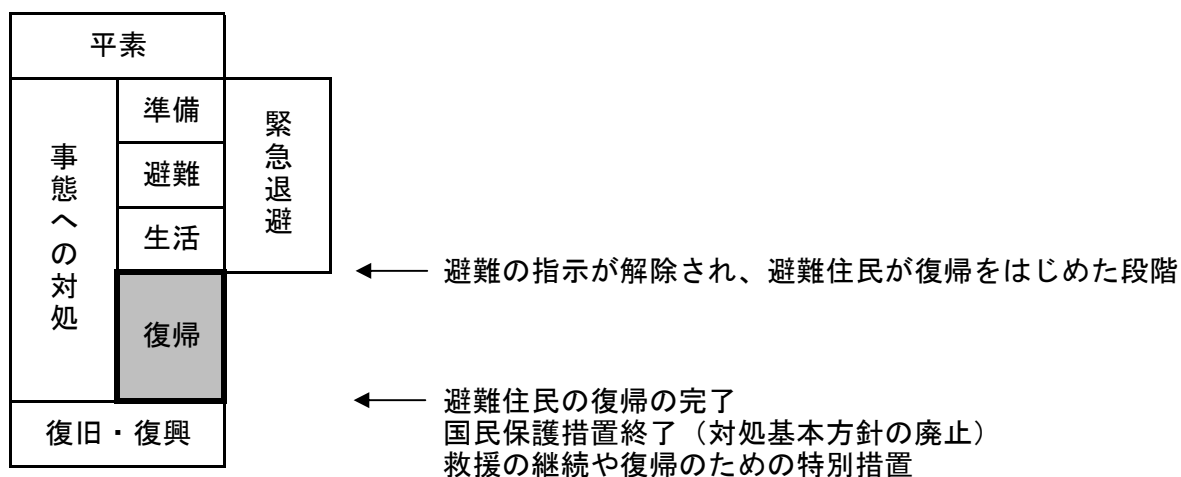 平素
準備
避難
生活
復帰
事態への対処
緊急退避
復旧・復興
避難の指示が解除され、避難住民が復帰をはじめた段階
避難住民の復帰の完了
国民保護措置終了（対処基本方針の廃止）
救援の継続や復帰のための特別措置